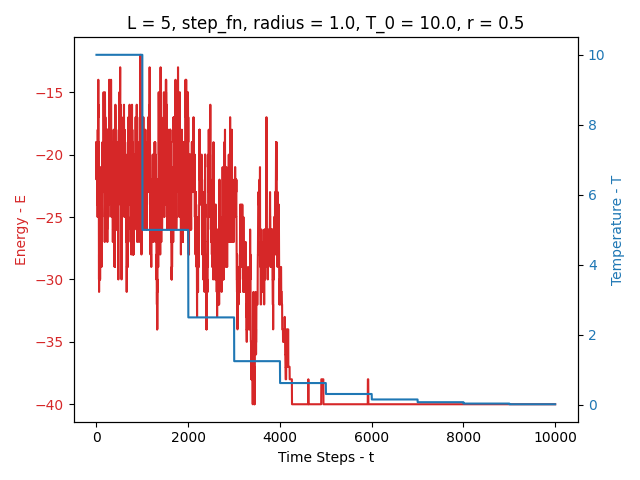 L = 5, step_fn, radius = 1.0, T_0 = 10.0, r = 0.5
−15
−20
−25
−30
−35
−40
Energy - E
10
8
6
4
2
0
Temperature - T
0 2000 4000 6000 8000 10000
Time Steps - t